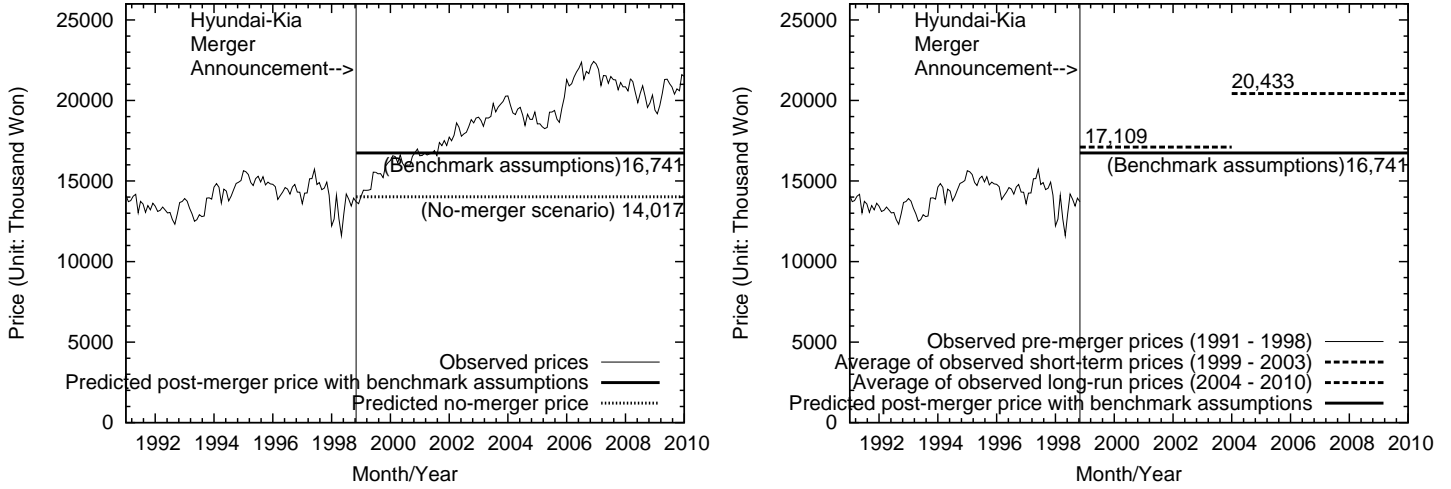 25000
20000
15000
10000
5000
0
Price (Unit: Thousand Won)
Hyundai-Kia
Merger
Announcement-->
(Benchmark assumptions)16,741
(No-merger scenario) 14,017
Observed prices
Predicted post-merger price with benchmark assumptions
Predicted no-merger price
1992 1994 1996 1998 2000 2002 2004 2006 2008 2010
Month/Year
25000
20000
15000
10000
5000
0
Price (Unit: Thousand Won)
Hyundai-Kia
Merger
Announcement-->
20,433
17,109
(Benchmark assumptions)16,741
Observed pre-merger prices (1991 - 1998)
Average of observed short-term prices (1999 - 2003)
Average of observed long-run prices (2004 - 2010)
Predicted post-merger price with benchmark assumptions
1992 1994 1996 1998 2000 2002 2004 2006 2008 2010
Month/Year